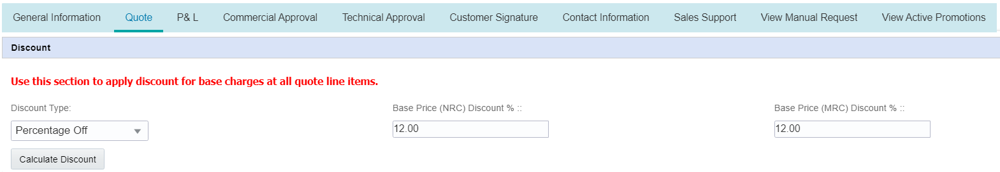 General Information Quote P& L Commercial Approval Technical Approval Customer Signature Contact Information Sales Support View Manual Request View Active Promotions
Discount
Use this section to apply discount for base charges at all quote line items.
Discount Type: Base Price (NRC) Discount % :: Base Price (MRC) Discount % ::
Percentage Off 12.00 12.00
Calculate Discount